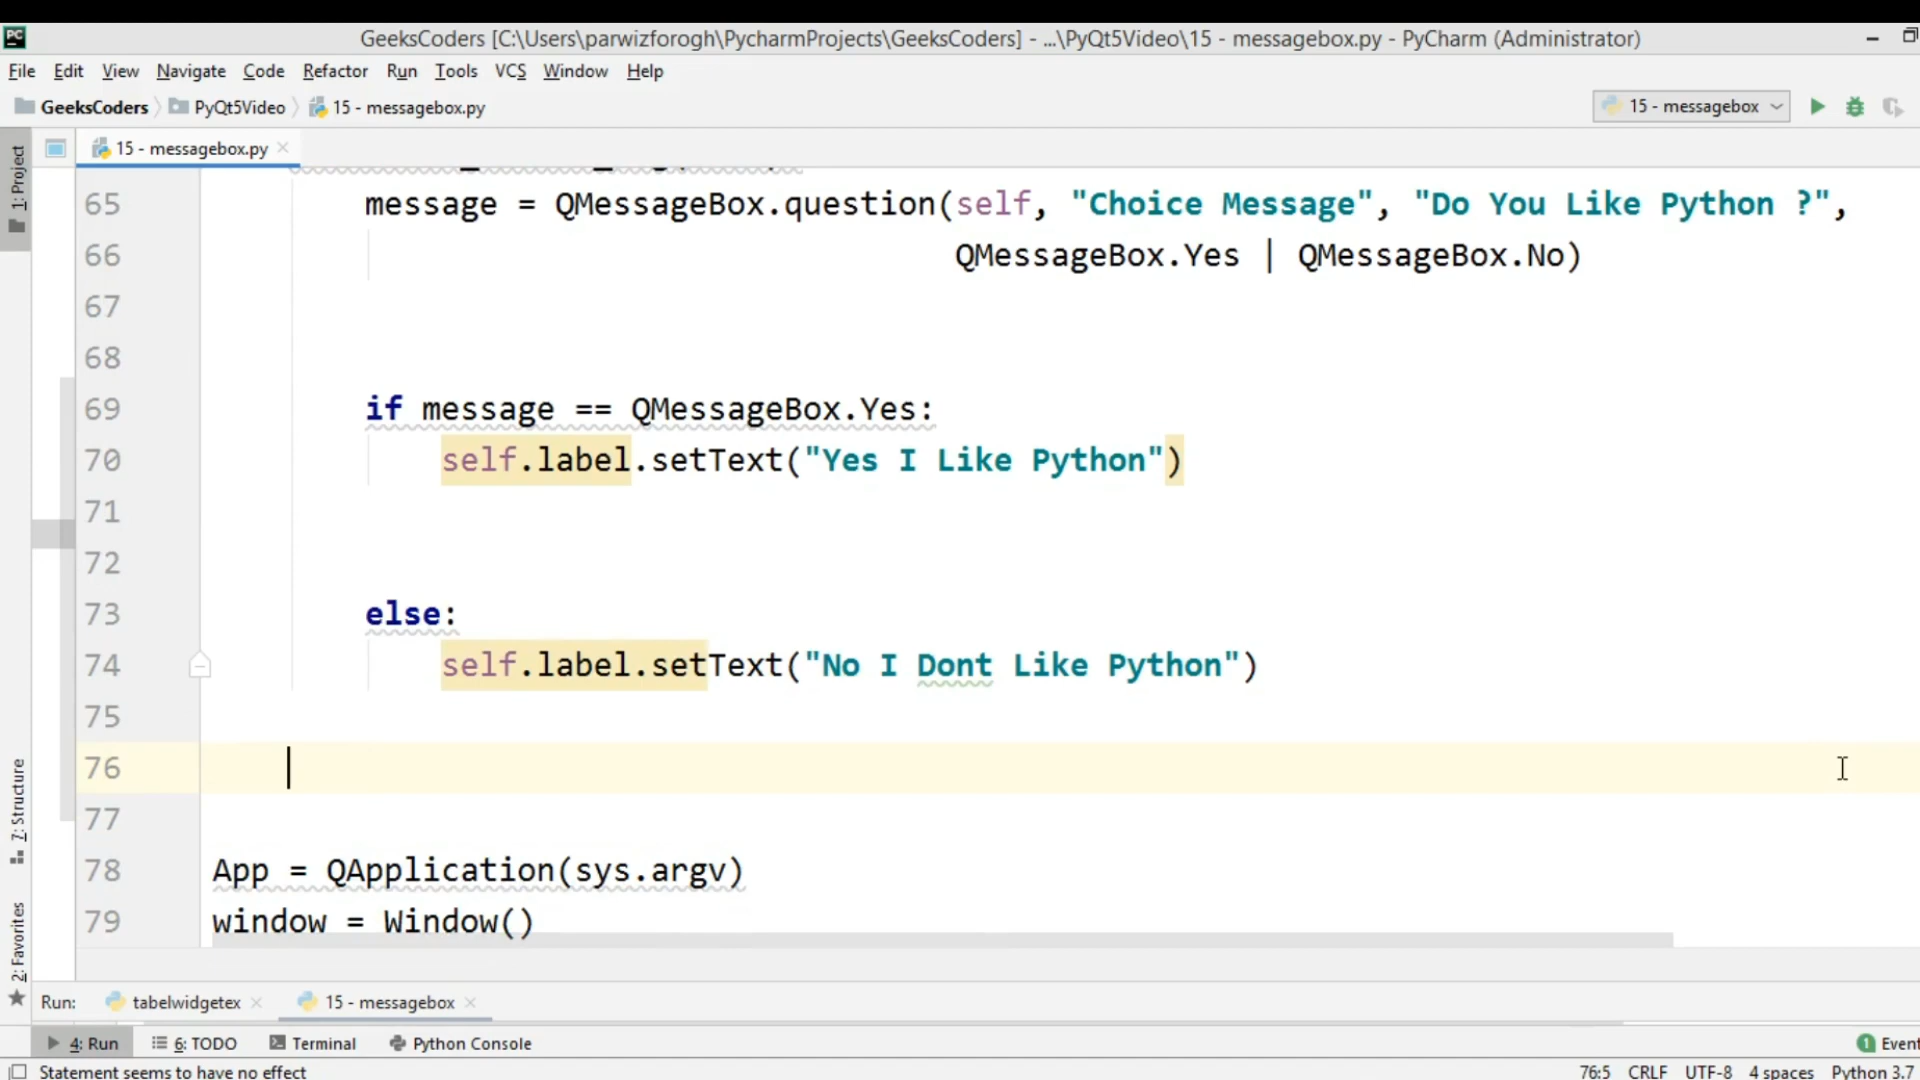 GeeksCoders [C:\Users\parwizforogh\PycharmProjects\GeeksCoders] - ...\PyQt5Video\15 - messagebox.py - PyCharm (Administrator)
File Edit View Navigate Code Refactor Run Tools VCS Window Help
GeeksCoders PyQt5Video 15 - messagebox.py 15 - messagebox
1: Project
15 - messagebox.py
65 message = QMessageBox.question(self, "Choice Message", "Do You Like Python ?",
66 QMessageBox.Yes | QMessageBox.No)
67
68
69 if message == QMessageBox.Yes:
70 self.label.setText("Yes I Like Python")
71
72
73 else:
74 self.label.setText("No I Dont Like Python")
75
76
77
78 App = QApplication(sys.argv)
79 window = Window()
7: Structure
2: Favorites
Run: tabelwidgetex 15 - messagebox
4: Run 6: TODO Terminal Python Console 1 Event
Statement seems to have no effect 76:5 CRLF UTF-8 4 spaces Python 3.7